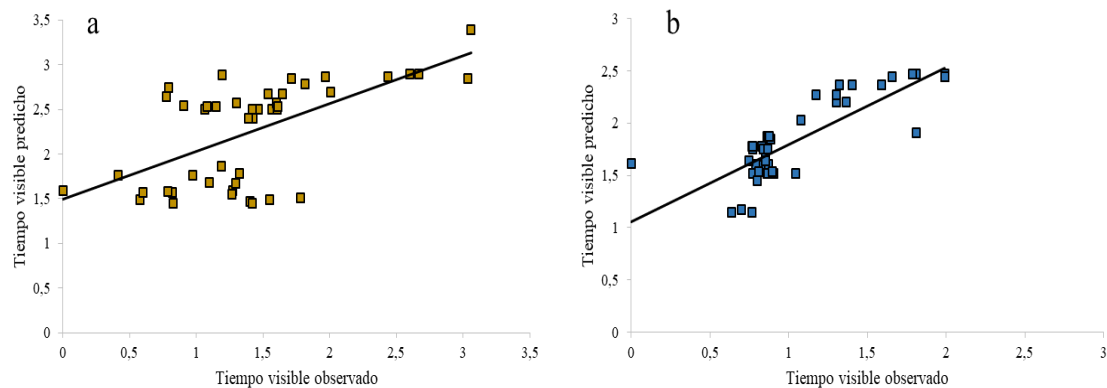 a
3,5
3
2,5
2
1,5
1
0,5
0
Tiempo visible predicho
0 0,5 1 1,5 2 2,5 3 3,5
Tiempo visible observado
b
3
2,5
2
1,5
1
0,5
0
Tiempo visible predicho
0 0,5 1 1,5 2 2,5 3
Tiempo visible observado